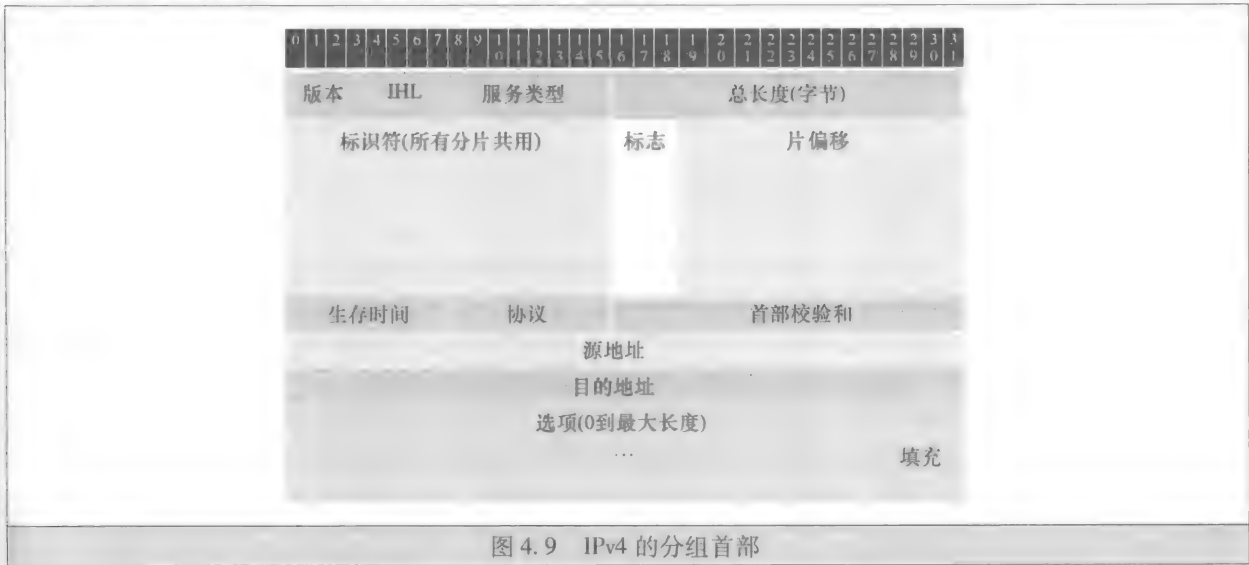 0 1 2 3 4 5 6 7 8 9 10 11 12 13 14 15 16 17 18 19 20 21 22 23 24 25 26 27 28 29 30 31
版本 IHL 服务类型 总长度(字节)
标识符(所有分片共用) 标志 片偏移
生存时间 协议 首部校验和
源地址
目的地址
选项(0到最大长度)
...
填充
图 4.9 IPv4 的分组首部